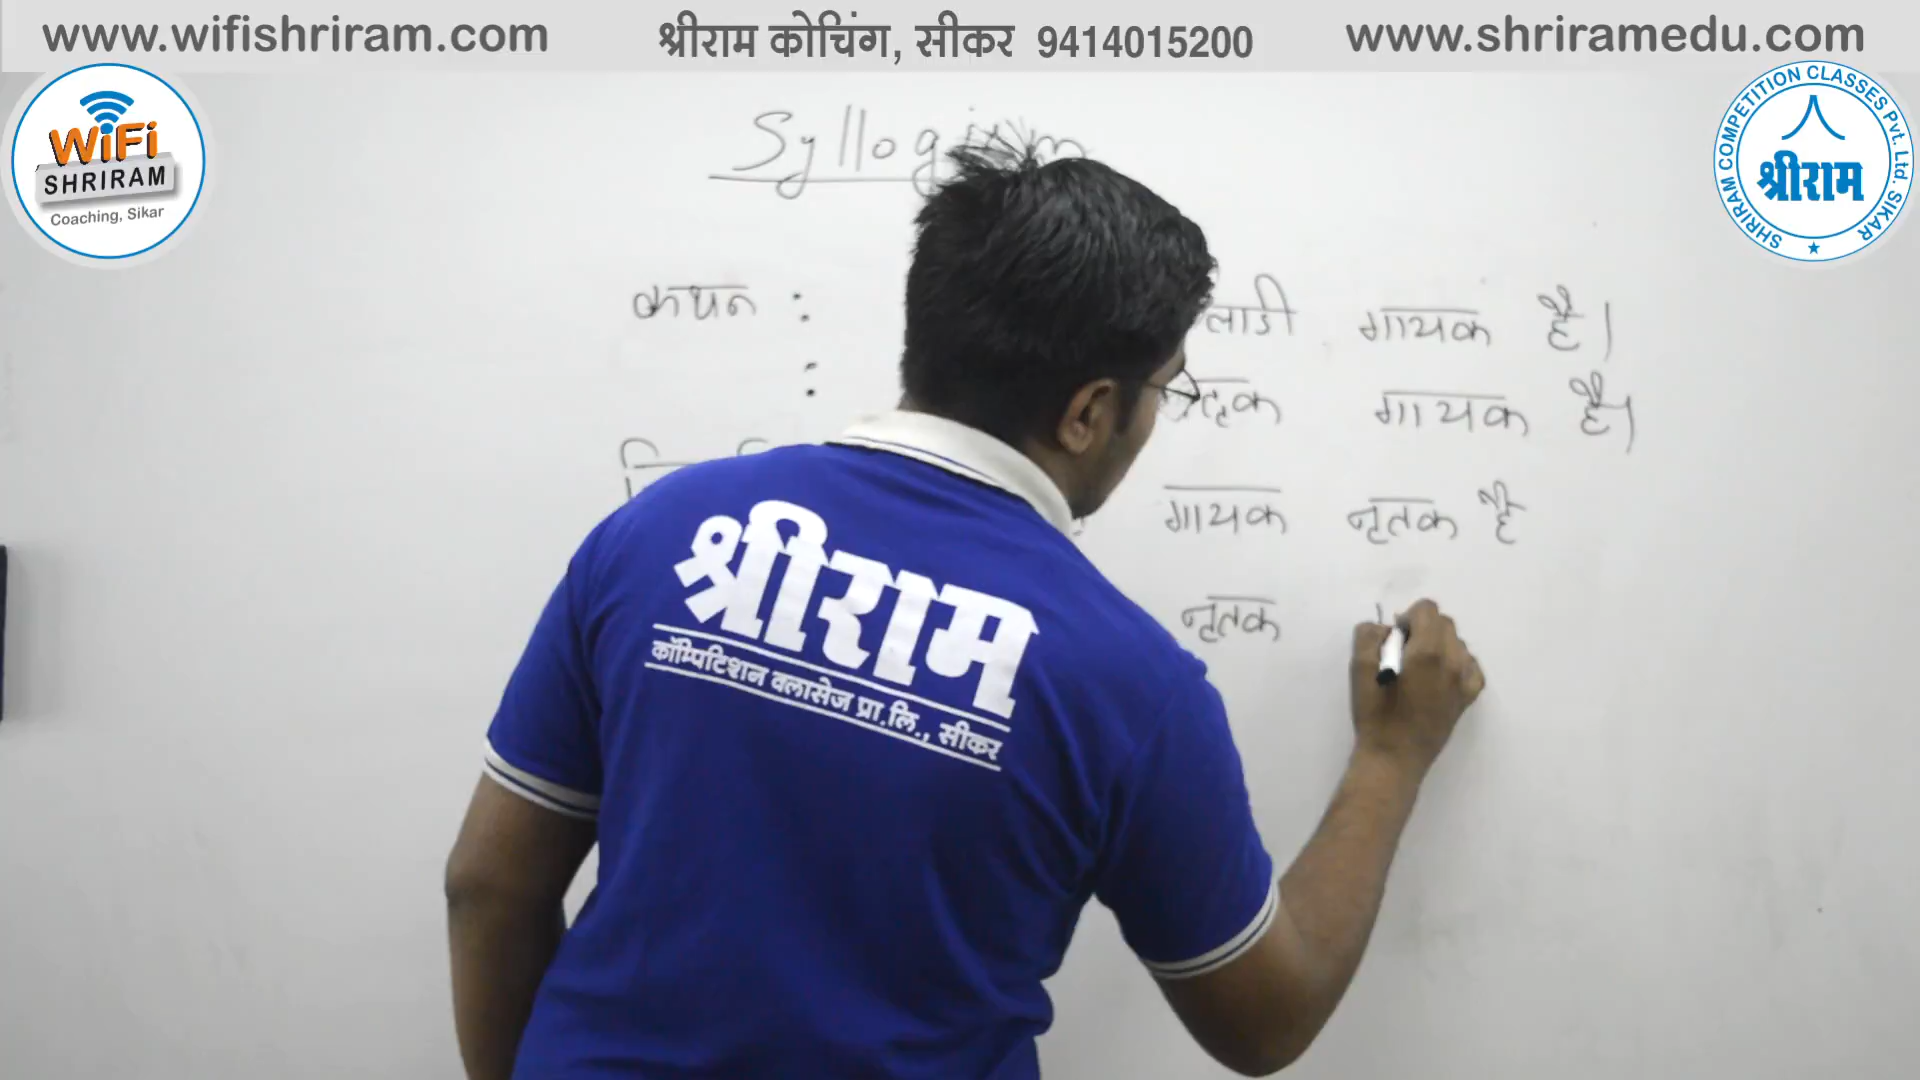 www.wifishriram.com श्रीराम कोचिंग, सीकर 9414015200 www.shriramedu.com
WiFi
SHRIRAM
Coaching, Sikar
SHRIRAM COMPETITION CLASSES Pvt. Ltd. SIKAR
श्रीराम
Syllogism
कथन : लाडी गायक है।
: गायक है।
गायक नृतक है
नृतक
श्रीराम
कॉम्पिटिशन क्लासेज प्रा.लि., सीकर